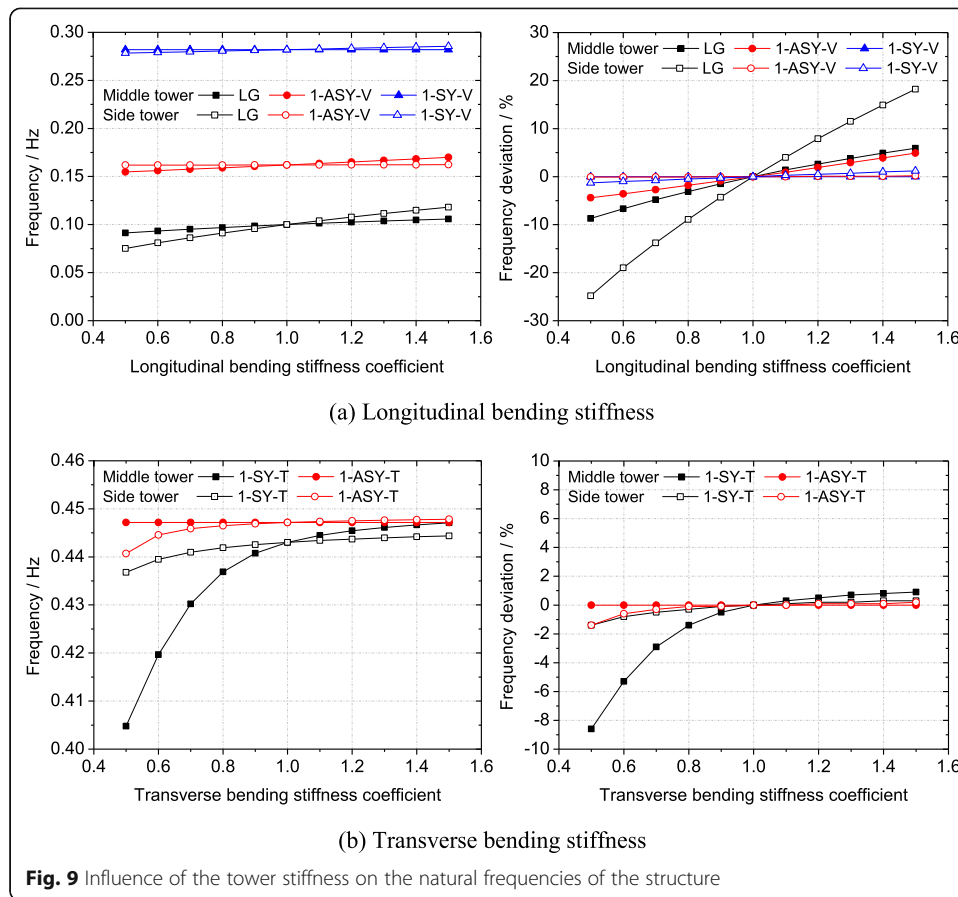 0.30
0.25
0.20
0.15
0.10
0.05
0.00
Frequency / Hz
Middle tower LG 1-ASY-V 1-SY-V
Side tower LG 1-ASY-V 1-SY-V
0.4 0.6 0.8 1.0 1.2 1.4 1.6
Longitudinal bending stiffness coefficient
30
20
10
0
-10
-20
-30
Frequency deviation / %
Middle tower LG 1-ASY-V 1-SY-V
Side tower LG 1-ASY-V 1-SY-V
0.4 0.6 0.8 1.0 1.2 1.4 1.6
Longitudinal bending stiffness coefficient
(a) Longitudinal bending stiffness
0.46
0.45
0.44
0.43
0.42
0.41
0.40
Frequency / Hz
Middle tower 1-SY-T 1-ASY-T
Side tower 1-SY-T 1-ASY-T
0.4 0.6 0.8 1.0 1.2 1.4 1.6
Transverse bending stiffness coefficient
10
8
6
4
2
0
-2
-4
-6
-8
-10
Frequency deviation / %
Middle tower 1-SY-T 1-ASY-T
Side tower 1-SY-T 1-ASY-T
0.4 0.6 0.8 1.0 1.2 1.4 1.6
Transverse bending stiffness coefficient
(b) Transverse bending stiffness
Fig. 9 Influence of the tower stiffness on the natural frequencies of the structure